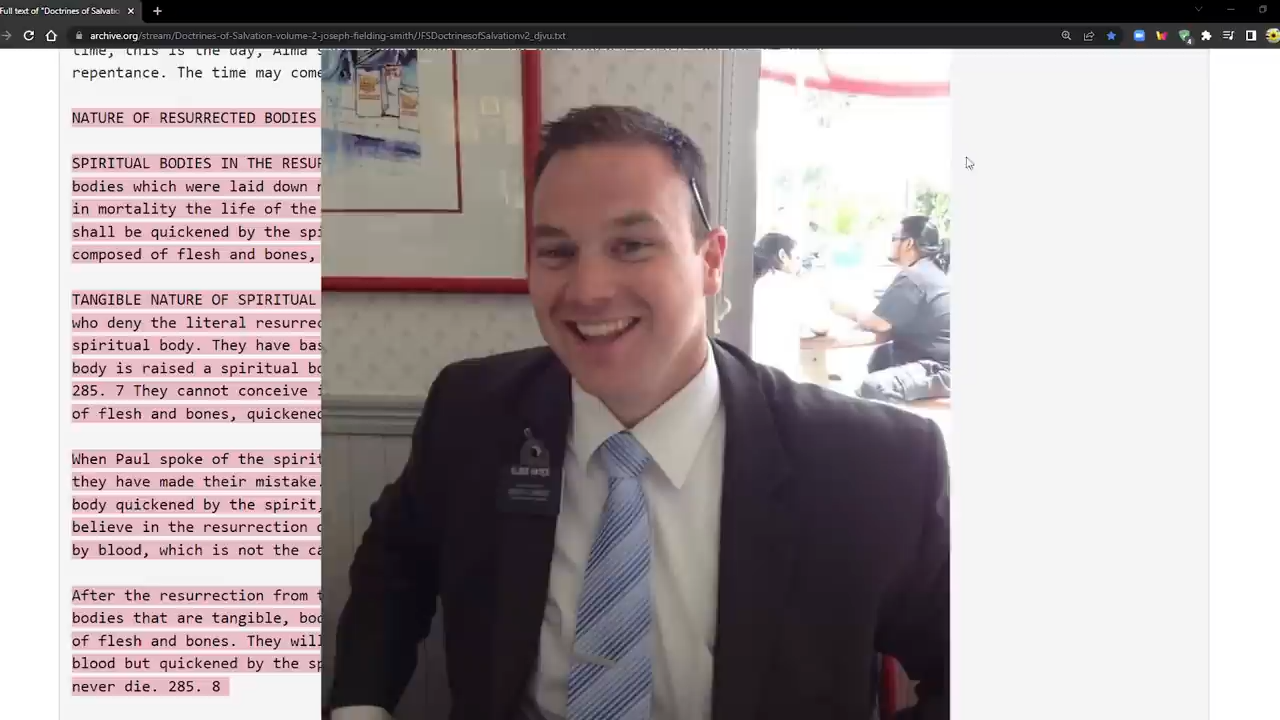 Full text of "Doctrines of Salvatio
archive.org/stream/Doctrines-of-Salvation-volume-2-joseph-fielding-smith/JFSDoctrinesofSalvationv2_djvu.txt
time, this is the day, Alma s
repentance. The time may come
NATURE OF RESURRECTED BODIES
SPIRITUAL BODIES IN THE RESUR
bodies which were laid down
in mortality the life of the
shall be quickened by the spi
composed of flesh and bones,
TANGIBLE NATURE OF SPIRITUAL
who deny the literal resurrec
spiritual body. They have bas
body is raised a spiritual bo
285. 7 They cannot conceive
of flesh and bones, quickened
When Paul spoke of the spirit
they have made their mistake.
body quickened by the spirit,
believe in the resurrection
by blood, which is not the ca
After the resurrection from
bodies that are tangible, bod
of flesh and bones. They will
blood but quickened by the sp
never die. 285. 8